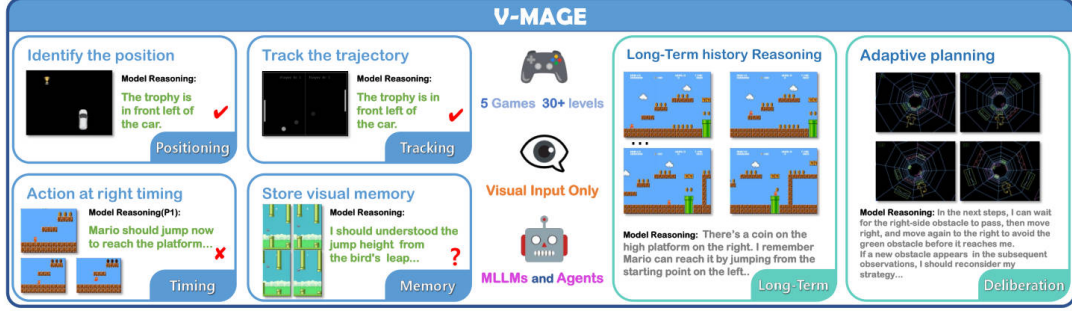 V-MAGE
Identify the position
Model Reasoning:
The trophy is
in front left of
the car.
Positioning
Track the trajectory
Model Reasoning:
The trophy is in
front left of
the car.
Tracking
Action at right timing
Model Reasoning(P1):
Mario should jump now
to reach the platform...
Timing
Store visual memory
Model Reasoning:
I should understood the
jump height from
the bird's leap...
?
Memory
5 Games 30+ levels
Visual Input Only
MLLMs and Agents
Long-Term history Reasoning
...
Model Reasoning: There's a coin on the
high platform on the right. I remember
Mario can reach it by jumping from the
starting point on the left..
Long-Term
Adaptive planning
Model Reasoning: In the next steps, I can wait
for the right-side obstacle to pass, then move
right, and move again to the right to avoid the
green obstacle before it reaches me.
If a new obstacle appears in the subsequent
observations, I should reconsider my
strategy...
Deliberation